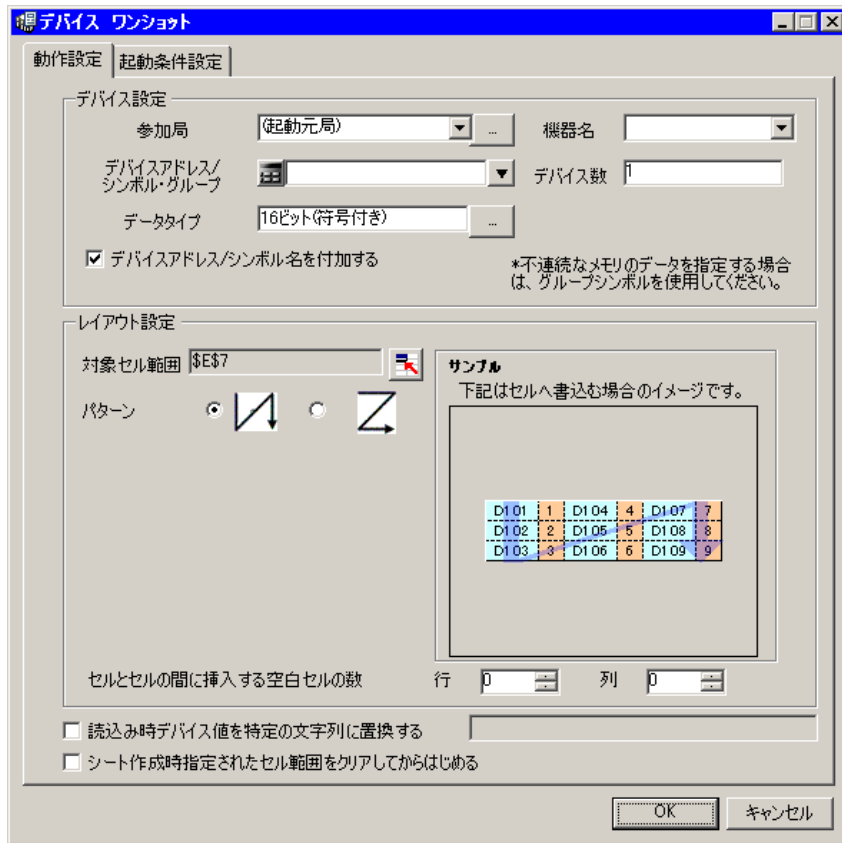 デバイス ワンショット
動作設定 起動条件設定
デバイス設定
参加局 (起動元局) ... 機器名
デバイスアドレス/
シンボル・グループ
デバイス数 1
データタイプ 16ビット(符号付き) ...
デバイスアドレス/シンボル名を付加する
*不連続なメモリのデータを指定する場合
は、グループシンボルを使用してください。
レイアウト設定
対象セル範囲 $E$7
パターン
サンプル
下記はセルへ書込む場合のイメージです。
D101 1 D104 4 D107 7
D102 2 D105 5 D108 8
D103 3 D106 6 D109 9
セルとセルの間に挿入する空白セルの数 行 0 列 0
読込み時デバイス値を特定の文字列に置換する
シート作成時指定されたセル範囲をクリアしてからはじめる
OK キャンセル